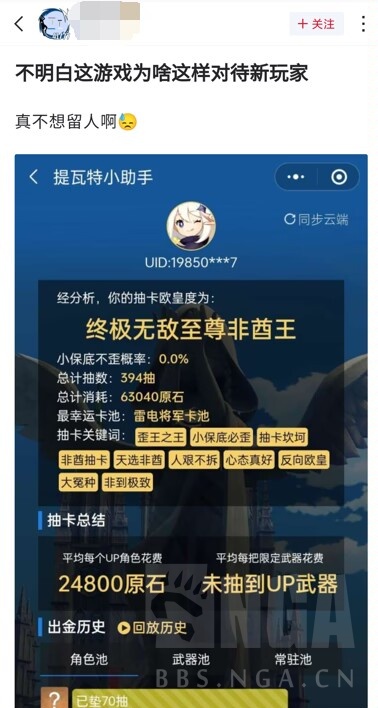 +关注
不明白这游戏为啥这样对待新玩家
真不想留人啊
提瓦特小助手
同步云端
UID:19850***7
经分析，你的抽卡欧皇度为：
终极无敌至尊非酋王
小保底不歪概率：0.0%
总计抽数：394抽
总计消耗：63040原石
最幸运卡池：雷电将军卡池
抽卡关键词：歪王之王 小保底必歪 抽卡坎坷
非酋抽卡 天选非酋 人艰不拆 心态真好 反向欧皇
大冤种 非到极致
抽卡总结
平均每个UP角色花费 平均每把限定武器花费
24800原石 未抽到UP武器
出金历史 回放历史
角色池 武器池 常驻池
? 已垫70抽
NGA
BBS.NGA.CN